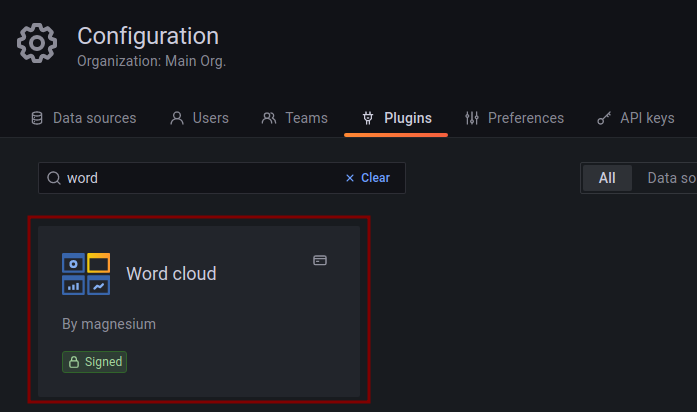 Configuration
Organization: Main Org.
Data sources Users Teams Plugins Preferences API keys
word Clear All Data so
Word cloud
By magnesium
Signed